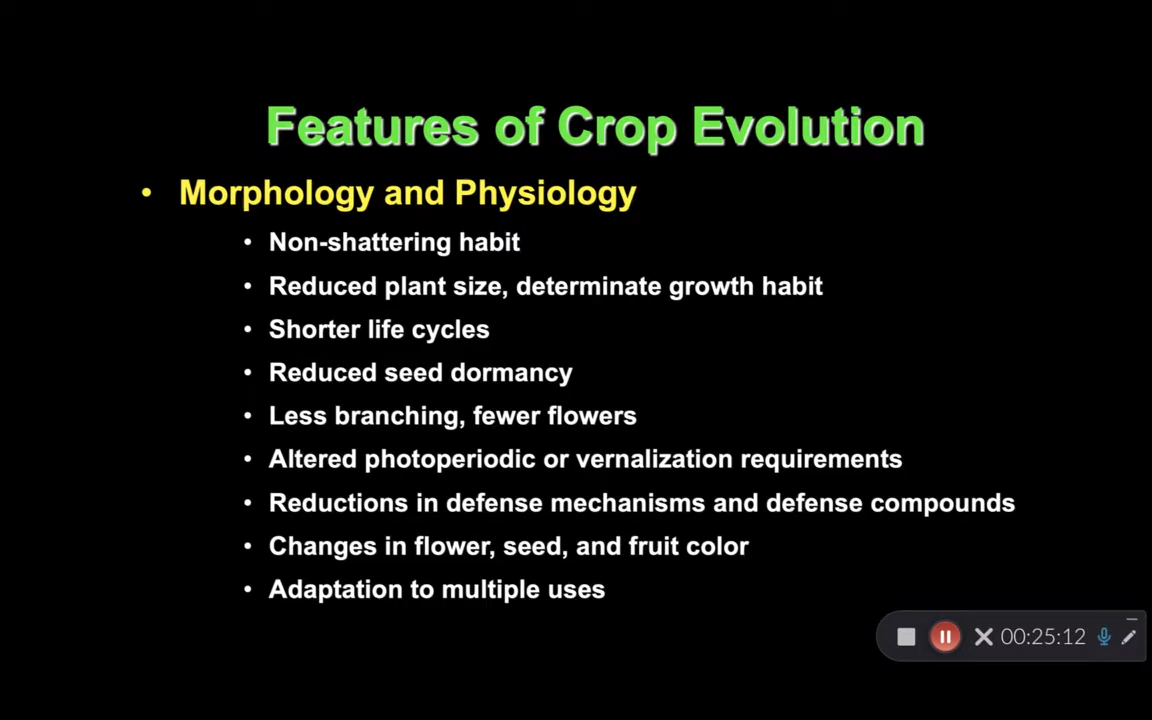 Features of Crop Evolution
• Morphology and Physiology
• Non-shattering habit
• Reduced plant size, determinate growth habit
• Shorter life cycles
• Reduced seed dormancy
• Less branching, fewer flowers
• Altered photoperiodic or vernalization requirements
• Reductions in defense mechanisms and defense compounds
• Changes in flower, seed, and fruit color
• Adaptation to multiple uses
00:25:12